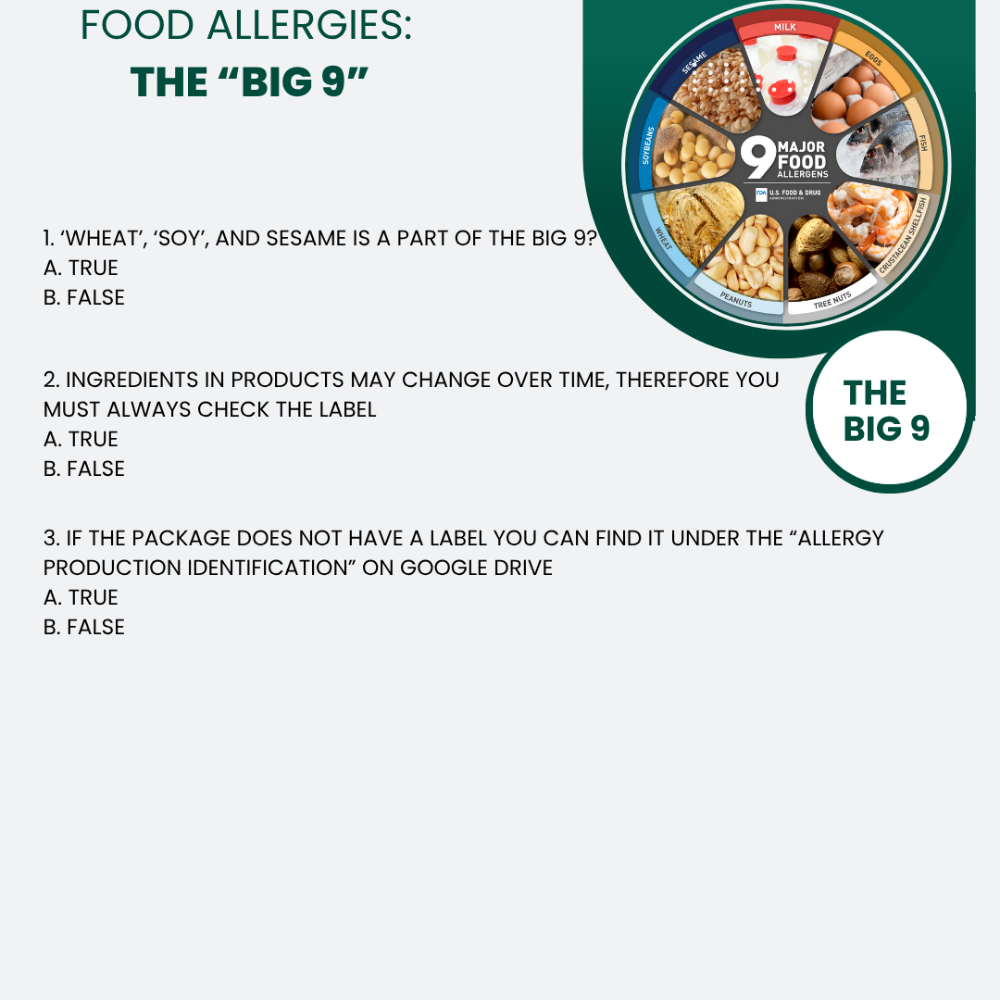 FOOD ALLERGIES:
THE “BIG 9”
MILK
EGGS
FISH
CRUSTACEAN SHELLFISH
TREE NUTS
PEANUTS
WHEAT
SOYBEANS
SESAME
9 MAJOR
FOOD
ALLERGENS
FDA U.S. FOOD & DRUG
ADMINISTRATION
1. ‘WHEAT’, ‘SOY’, AND SESAME IS A PART OF THE BIG 9?
A. TRUE
B. FALSE
2. INGREDIENTS IN PRODUCTS MAY CHANGE OVER TIME, THEREFORE YOU
MUST ALWAYS CHECK THE LABEL
A. TRUE
B. FALSE
THE
BIG 9
3. IF THE PACKAGE DOES NOT HAVE A LABEL YOU CAN FIND IT UNDER THE “ALLERGY
PRODUCTION IDENTIFICATION” ON GOOGLE DRIVE
A. TRUE
B. FALSE